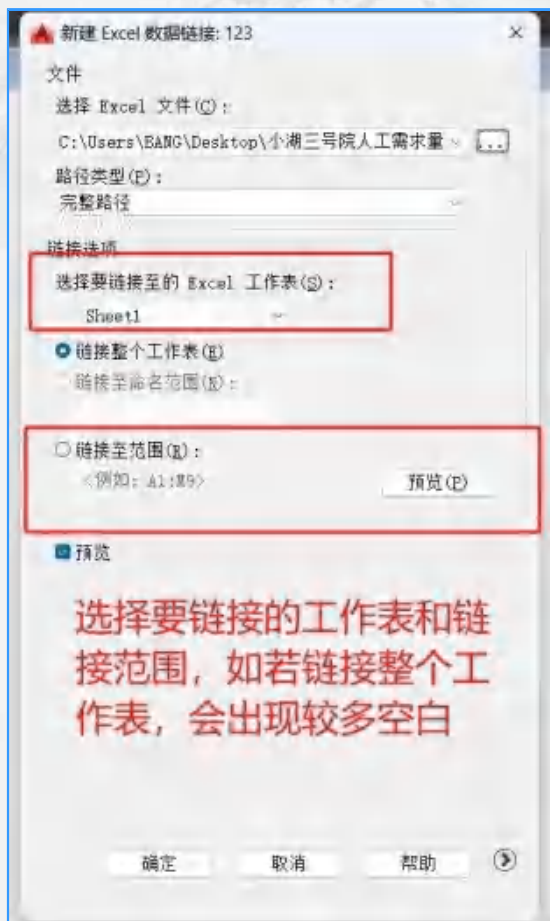 新建 Excel 数据链接: 123
文件
选择 Excel 文件(C):
C:\Users\BANG\Desktop\小湖三号院人工需求量
...
路径类型(P):
完整路径
链接选项
选择要链接至的 Excel 工作表(S):
Sheet1
链接整个工作表(E)
链接至命名范围(N):
链接至范围(R):
<例如: A1:M9>
预览(P)
预览
选择要链接的工作表和链
接范围，如若链接整个工
作表，会出现较多空白
确定
取消
帮助